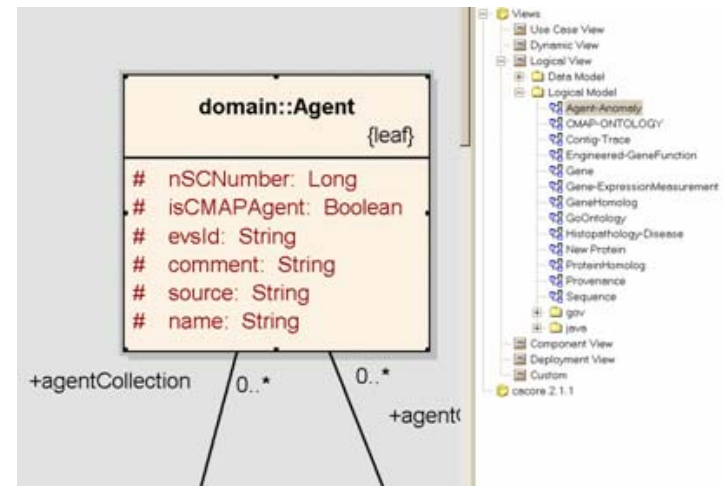 domain::Agent
{leaf}
# nSCNumber: Long
# isCMAPAgent: Boolean
# evsId: String
# comment: String
# source: String
# name: String
+agentCollection
0..*
0..*
Views
Use Case View
Dynamic View
Logical View
Data Model
Logical Model
Agent-Anomaly
CMAP-ONTOLOGY
Contig-Trace
Engineered-GeneFunction
Gene
Gene-ExpressionMeasurement
GeneHomolog
GoOntology
Histopathology-Disease
New Protein
ProteinHomolog
Provenance
Sequence
gov
java
Component View
Deployment View
Custom
cacore 2.1.1